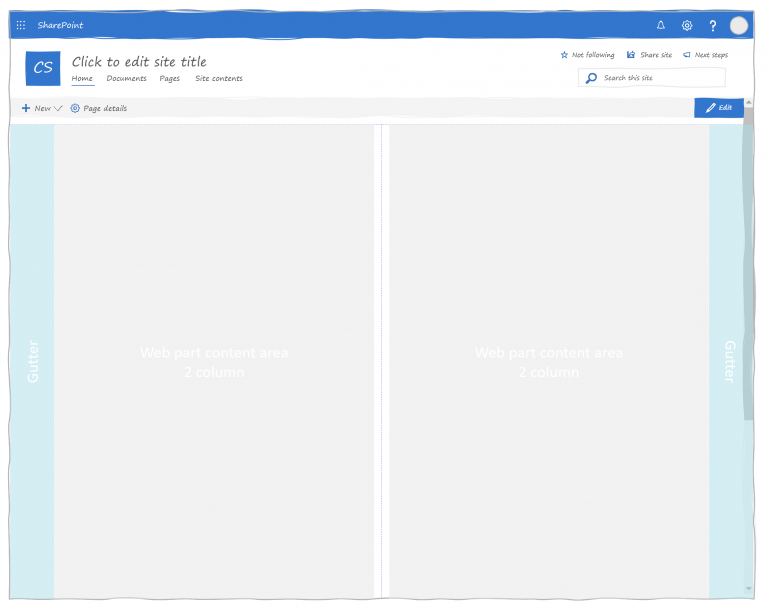 SharePoint
?
CS
Click to edit site title
Home Documents Pages Site contents
Not following Share site Next steps
Search this site
New Page details
Edit
Gutter
Web part content area
2 column
Web part content area
2 column
Gutter